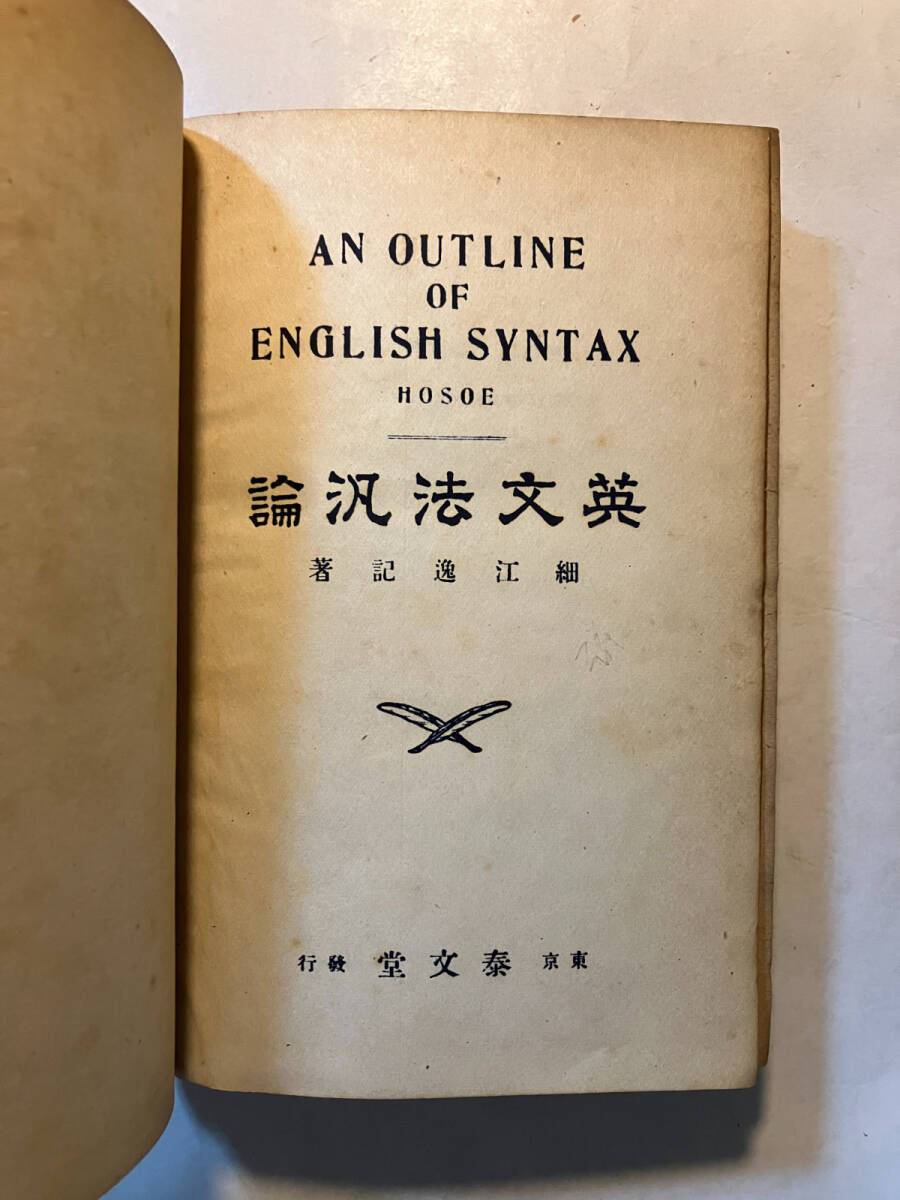 AN OUTLINE
OF
ENGLISH SYNTAX
HOSOE
英文法汎論
細江逸記著
東京 泰文堂 發行